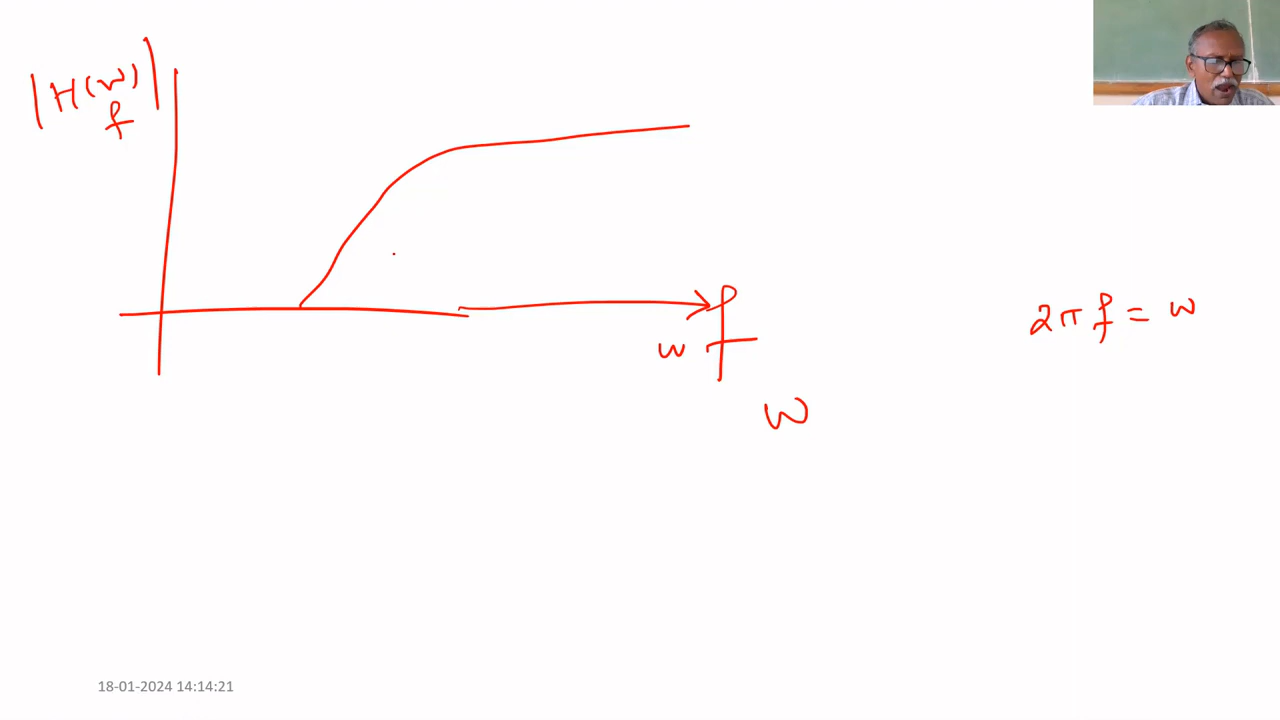 |H(w)|
f
2πf = w
w f
w
18-01-2024 14:14:21